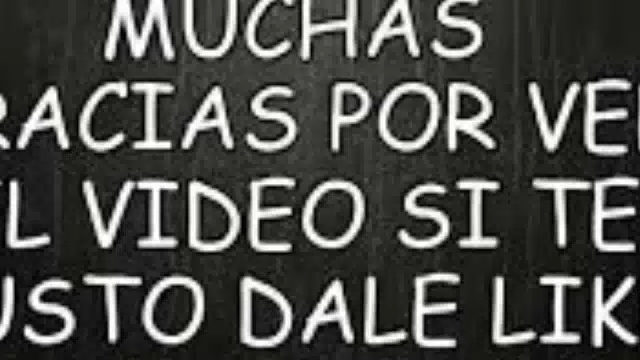 MUCHAS
RACIAS POR VE
L VIDEO SI TE
USTO DALE LIK